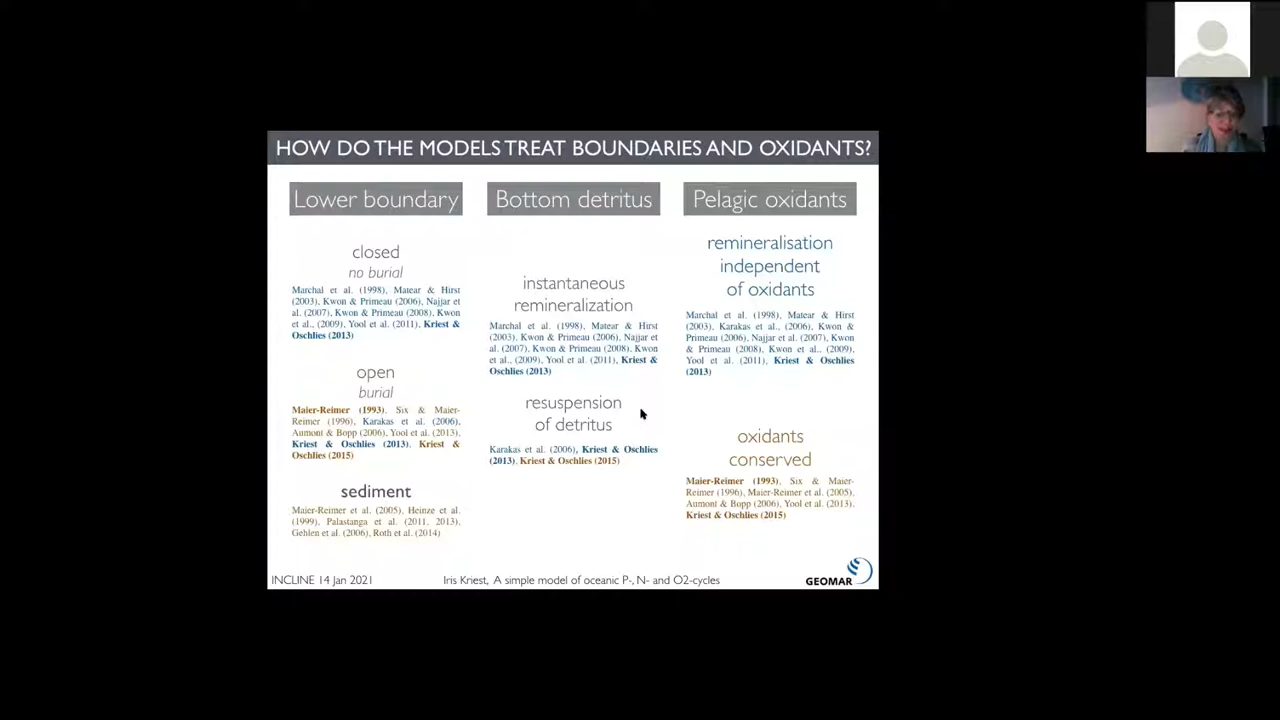 HOW DO THE MODELS TREAT BOUNDARIES AND OXIDANTS?
Lower boundary
closed
no burial
Marchal et al. (1998), Matear & Hirst
(2003), Kwon & Primeau (2006), Najjar et
al. (2007), Kwon & Primeau (2008), Kwon
et al., (2009), Yool et al. (2011), Kriest &
Oschlies (2013)
open
burial
Maier-Reimer (1993), Six & Maier-
Reimer (1996), Karakas et al. (2006),
Aumont & Bopp (2006), Yool et al. (2013),
Kriest & Oschlies (2013), Kriest &
Oschlies (2015)
sediment
Maier-Reimer et al. (2005), Heinze et al.
(1999), Palastanga et al. (2011, 2013),
Gehlen et al. (2006), Roth et al. (2014)
Bottom detritus
instantaneous
remineralization
Marchal et al. (1998), Matear & Hirst
(2003), Kwon & Primeau (2006), Najjar et
al. (2007), Kwon & Primeau (2008), Kwon
et al., (2009), Yool et al. (2011), Kriest &
Oschlies (2013)
resuspension
of detritus
Karakas et al. (2006), Kriest & Oschlies
(2013), Kriest & Oschlies (2015)
Pelagic oxidants
remineralisation
independent
of oxidants
Marchal et al. (1998), Matear & Hirst
(2003), Karakas et al., (2006), Kwon &
Primeau (2006), Najjar et al. (2007), Kwon
& Primeau (2008), Kwon et al., (2009),
Yool et al. (2011), Kriest & Oschlies
(2013)
oxidants
conserved
Maier-Reimer (1993), Six & Maier-
Reimer (1996), Maier-Reimer et al. (2005),
Aumont & Bopp (2006), Yool et al. (2013),
Kriest & Oschlies (2015)
INCLINE 14 Jan 2021
Iris Kriest, A simple model of oceanic P-, N- and O2-cycles
GEOMAR